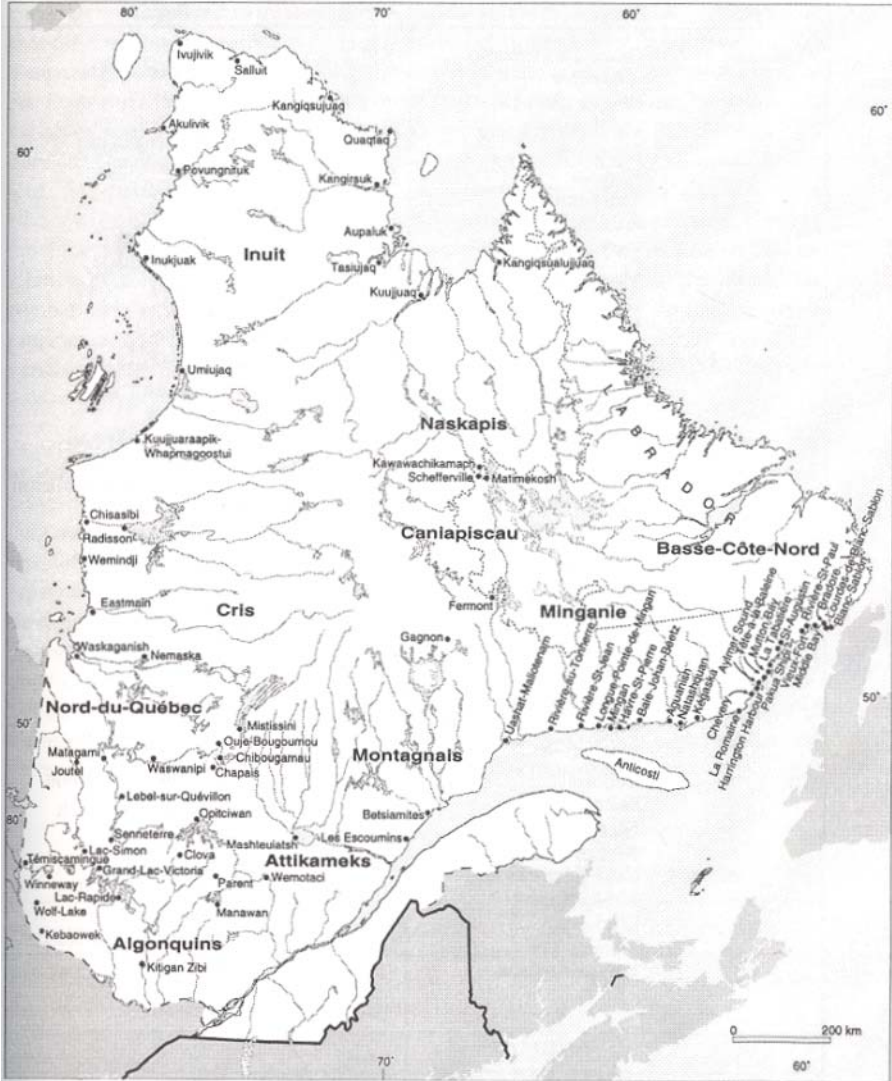 80˚
70˚
60˚
Ivujivik
Salluit
Kangiqsujuaq
60˚
Akulivik
Quaqtaq
60˚
Povungnituk
Kangirsuk
Aupaluk
Inuit
Inukjuak
Tasiujaq
Kangiqsualujjuaq
Kuujjuaq
Umiujaq
LABRADOR
Naskapis
Kuujjuaraapik-
Whapmagoostui
Kawawachikamach
Schefferville
Matimekosh
Chisasibi
Radisson
Caniapiscau
Basse-Côte-Nord
Wemindji
Eastmain
Cris
Fermont
Minganie
Gagnon
Waskaganish
Nemaska
Uashat-Maliotenam
Rivière-au-Tonnerre
Rivière-St-Jean
Longue-Pointe-de-Mingan
Mingan
Havre-St-Pierre
Baie-Johan-Beetz
Aguanish
Natashquan
Kégaska
Chevery
La Romaine
Harrington Harbour
Aylmer Sound
Tête-à-la-Baleine
Mutton Bay
La Tabatière
Pakua Shipi
St-Augustin
Vieux-Fort
Rivière-St-Paul
Middle Bay
Bradore
Lourdes-de-Blanc-Sablon
Blanc-Sablon
50˚
Nord-du-Québec
50˚
Mistissini
Ouje-Bougoumou
Matagami
Joutel
Waswanipi
Chibougamau
Chapais
Montagnais
Anticosti
Lebel-sur-Quévillon
Betsiamites
80˚
Opitciwan
Senneterre
Mashteuiatsh
Les Escoumins
Lac-Simon
Clova
Attikameks
Témiscamingue
Grand-Lac-Victoria
Winneway
Parent
Wemotaci
Lac-Rapide
Wolf-Lake
Manawan
Kebaowek
Algonquins
Kitigan Zibi
0
200 km
70˚
60˚